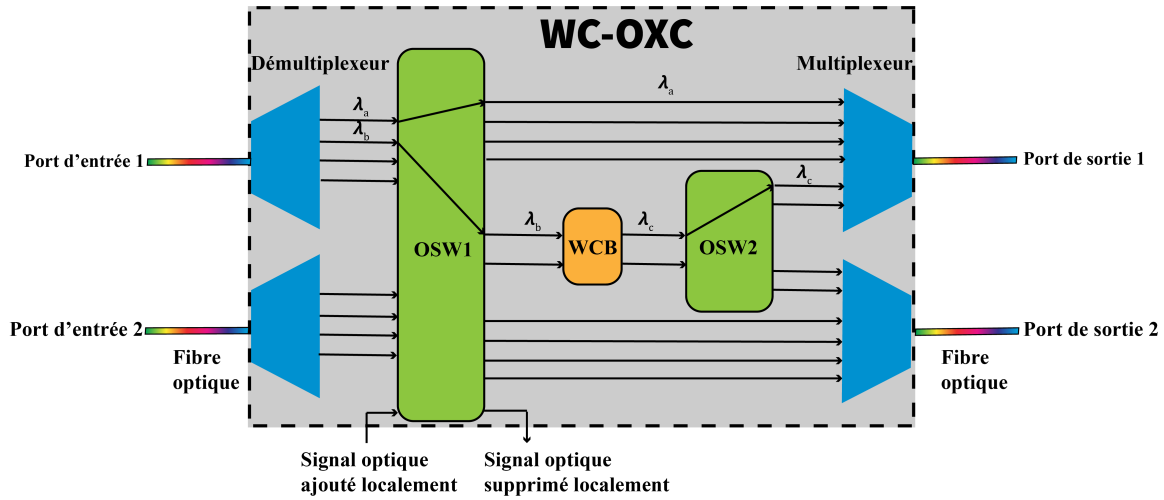 WC-OXC
Démultiplexeur
Multiplexeur
λa
λa
λb
Port d’entrée 1
Port de sortie 1
λc
λb
λc
OSW1
WCB
OSW2
Port d’entrée 2
Port de sortie 2
Fibre
optique
Fibre
optique
Signal optique
ajouté localement
Signal optique
supprimé localement